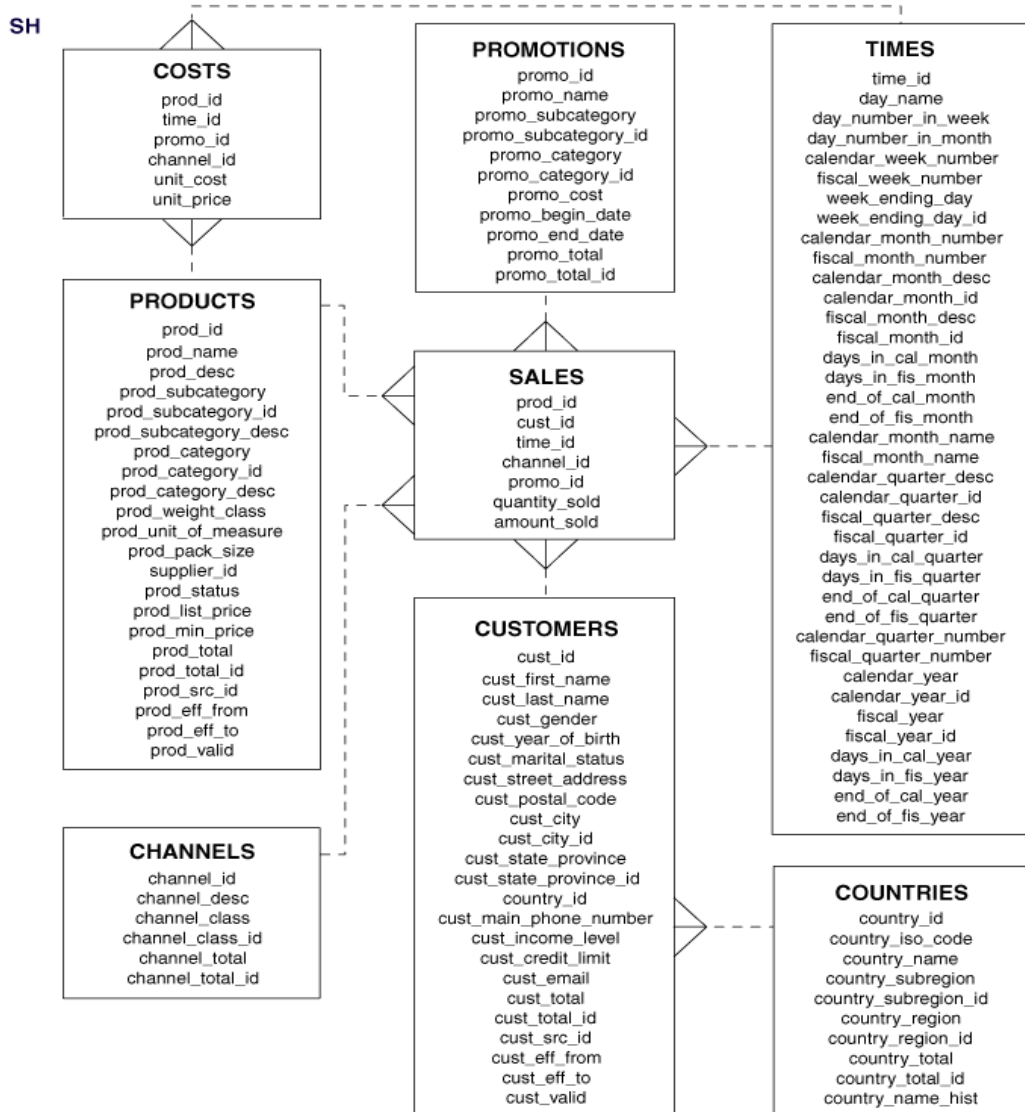 SH
COSTS
prod_id
time_id
promo_id
channel_id
unit_cost
unit_price
PRODUCTS
prod_id
prod_name
prod_desc
prod_subcategory
prod_subcategory_id
prod_subcategory_desc
prod_category
prod_category_id
prod_category_desc
prod_weight_class
prod_unit_of_measure
prod_pack_size
supplier_id
prod_status
prod_list_price
prod_min_price
prod_total
prod_total_id
prod_src_id
prod_eff_from
prod_eff_to
prod_valid
CHANNELS
channel_id
channel_desc
channel_class
channel_class_id
channel_total
channel_total_id
PROMOTIONS
promo_id
promo_name
promo_subcategory
promo_subcategory_id
promo_category
promo_category_id
promo_cost
promo_begin_date
promo_end_date
promo_total
promo_total_id
SALES
prod_id
cust_id
time_id
channel_id
promo_id
quantity_sold
amount_sold
CUSTOMERS
cust_id
cust_first_name
cust_last_name
cust_gender
cust_year_of_birth
cust_marital_status
cust_street_address
cust_postal_code
cust_city
cust_city_id
cust_state_province
cust_state_province_id
country_id
cust_main_phone_number
cust_income_level
cust_credit_limit
cust_email
cust_total
cust_total_id
cust_src_id
cust_eff_from
cust_eff_to
cust_valid
TIMES
time_id
day_name
day_number_in_week
day_number_in_month
calendar_week_number
fiscal_week_number
week_ending_day
week_ending_day_id
calendar_month_number
fiscal_month_number
calendar_month_desc
calendar_month_id
fiscal_month_desc
fiscal_month_id
days_in_cal_month
days_in_fis_month
end_of_cal_month
end_of_fis_month
calendar_month_name
fiscal_month_name
calendar_quarter_desc
calendar_quarter_id
fiscal_quarter_desc
fiscal_quarter_id
days_in_cal_quarter
days_in_fis_quarter
end_of_cal_quarter
end_of_fis_quarter
calendar_quarter_number
fiscal_quarter_number
calendar_year
calendar_year_id
fiscal_year
fiscal_year_id
days_in_cal_year
days_in_fis_year
end_of_cal_year
end_of_fis_year
COUNTRIES
country_id
country_iso_code
country_name
country_subregion
country_subregion_id
country_region
country_region_id
country_total
country_total_id
country_name_hist